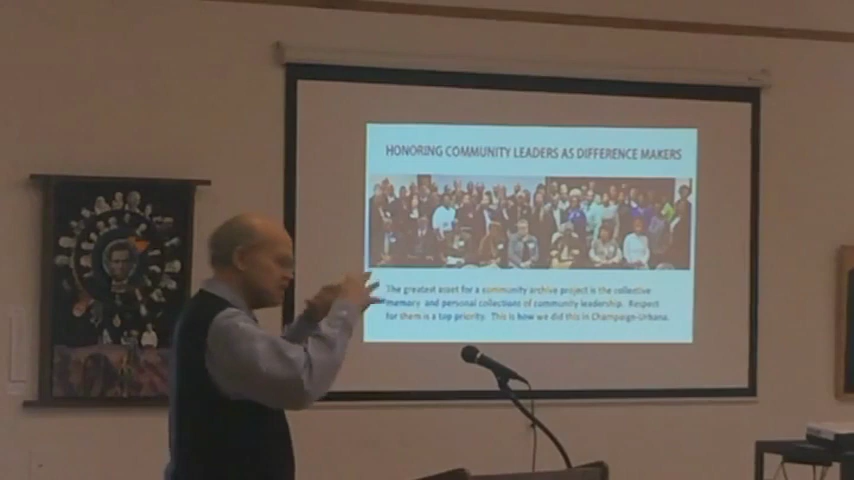 HONORING COMMUNITY LEADERS AS DIFFERENCE MAKERS
The greatest asset for a community archive project is the collective
memory and personal collections of community leadership. Respect
for them is a top priority. This is how we did this in Champaign-Urbana.